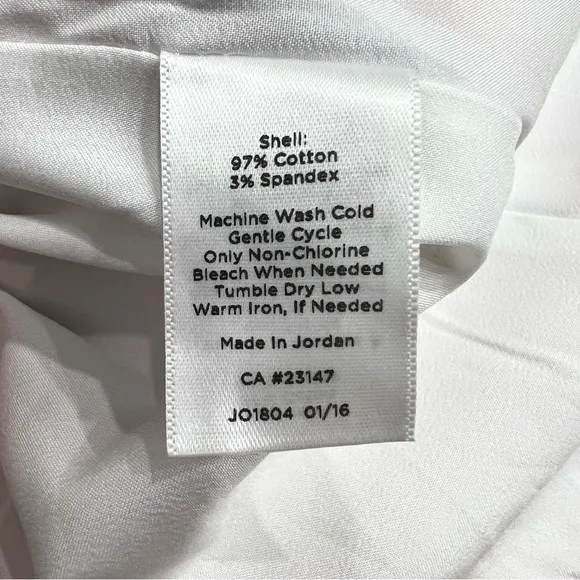 Shell:
97% Cotton
3% Spandex
Machine Wash Cold
Gentle Cycle
Only Non-Chlorine
Bleach When Needed
Tumble Dry Low
Warm Iron, If Needed
Made In Jordan
CA #23147
JO1804 01/16